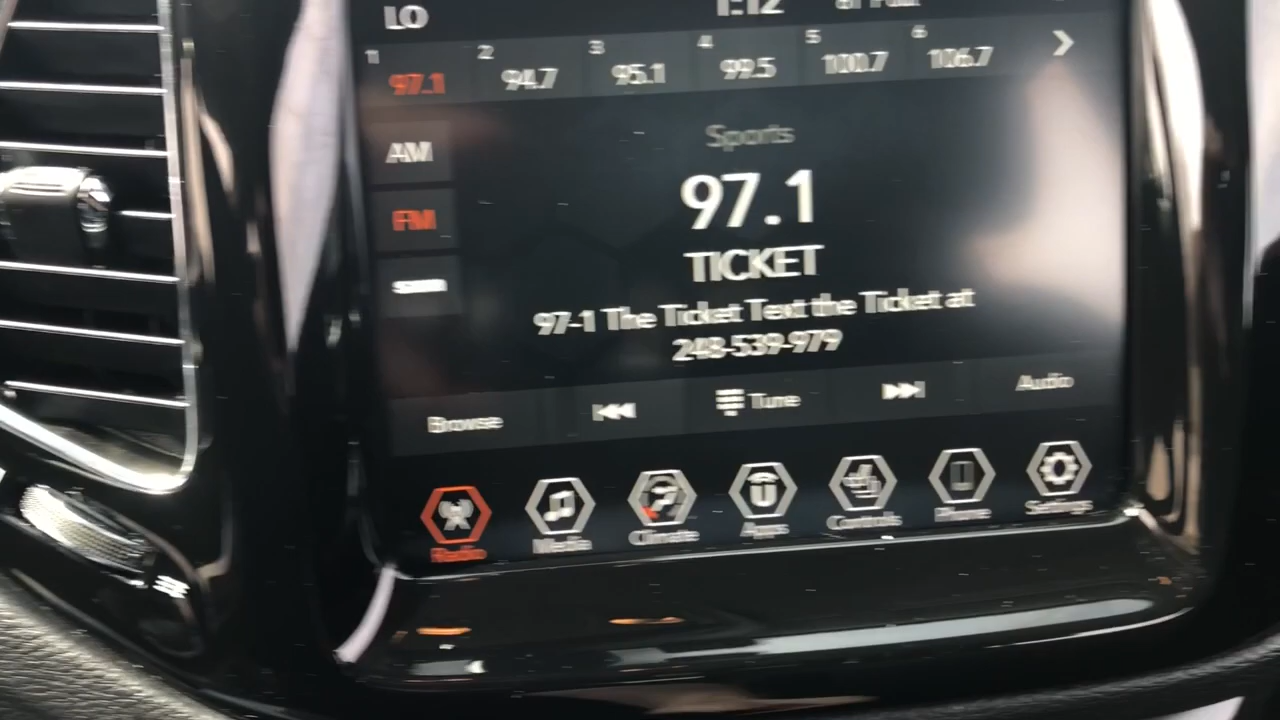 LO 1:12
1 2 3 4 5 6
97.1 94.7 95.1 99.5 100.7 106.7
Sports
AM
97.1
FM
TICKET
97-1 The Ticket Text the Ticket at
248-539-979
Browse Tune Audio
Radio Media Climate Apps Controls Phone Settings